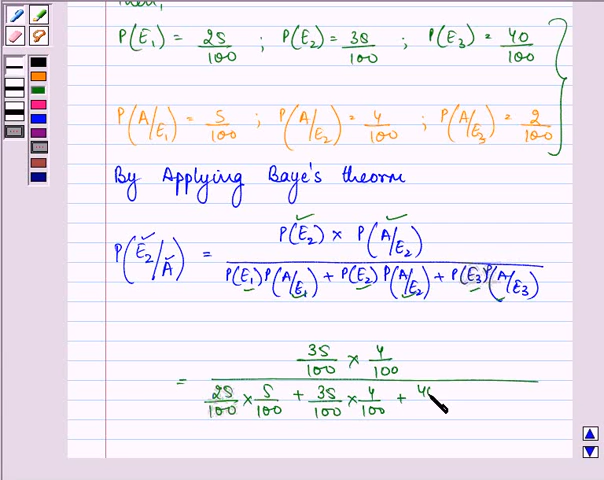 P(E₁) = 25/100 ; P(E₂) = 35/100 ; P(E₃) = 40/100
P(A/E₁) = 5/100 ; P(A/E₂) = 4/100 ; P(A/E₃) = 2/100
By Applying Baye's theorm
P(E₂/A) = P(E₂) × P(A/E₂) / P(E₁)P(A/E₁) + P(E₂)P(A/E₂) + P(E₃)P(A/E₃)
= 35/100 × 4/100 / 25/100 × 5/100 + 35/100 × 4/100 + 40